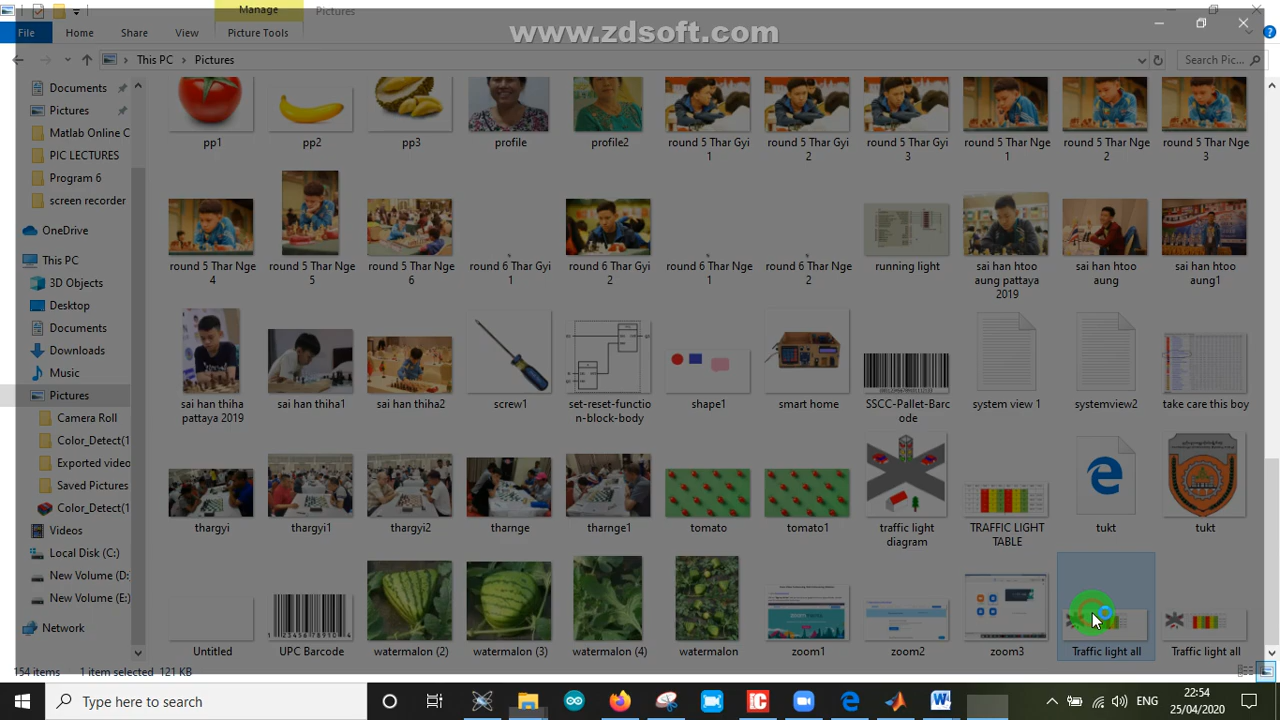 Manage
Pictures
www.zdsoft.com
File
Home
Share
View
Picture Tools
This PC
Pictures
Search Pic...
Documents
Pictures
Matlab Online C
PIC LECTURES
Program 6
screen recorder
OneDrive
This PC
3D Objects
Desktop
Documents
Downloads
Music
Pictures
Camera Roll
Color_Detect(1
Exported video
Saved Pictures
Color_Detect(1
Videos
Local Disk (C:)
New Volume (D:
New Volume (E:)
Network
pp1
pp2
pp3
profile
profile2
round 5 Thar Gyi
1
round 5 Thar Gyi
2
round 5 Thar Gyi
3
round 5 Thar Nge
1
round 5 Thar Nge
2
round 5 Thar Nge
3
round 5 Thar Nge
4
round 5 Thar Nge
5
round 5 Thar Nge
6
round 6 Thar Gyi
1
round 6 Thar Gyi
2
round 6 Thar Nge
1
round 6 Thar Nge
2
running light
sai han htoo
aung pattaya
2019
sai han htoo
aung
sai han htoo
aung1
sai han thiha
pattaya 2019
sai han thiha1
sai han thiha2
screw1
set-reset-functio
n-block-body
shape1
smart home
SSCC-Pallet-Barc
ode
system view 1
systemview2
take care this boy
thargyi
thargyi1
thargyi2
tharnge
tharnge1
tomato
tomato1
traffic light
diagram
TRAFFIC LIGHT
TABLE
tukt
tukt
Untitled
UPC Barcode
watermalon (2)
watermalon (3)
watermalon (4)
watermalon
zoom1
zoom2
zoom3
Traffic light all
Traffic light all
154 items
1 item selected 121 KB
Type here to search
ENG
22:54
25/04/2020